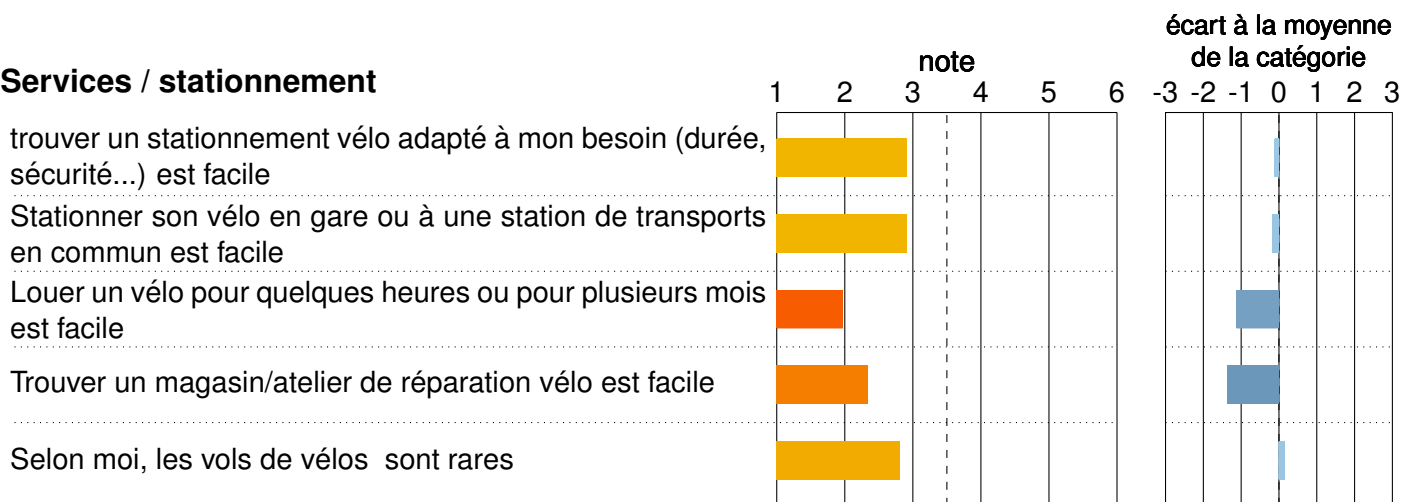 écart à la moyenne
de la catégorie
note
Services / stationnement
1 2 3 4 5 6 -3 -2 -1 0 1 2 3
trouver un stationnement vélo adapté à mon besoin (durée,
sécurité...) est facile
Stationner son vélo en gare ou à une station de transports
en commun est facile
Louer un vélo pour quelques heures ou pour plusieurs mois
est facile
Trouver un magasin/atelier de réparation vélo est facile
Selon moi, les vols de vélos  sont rares